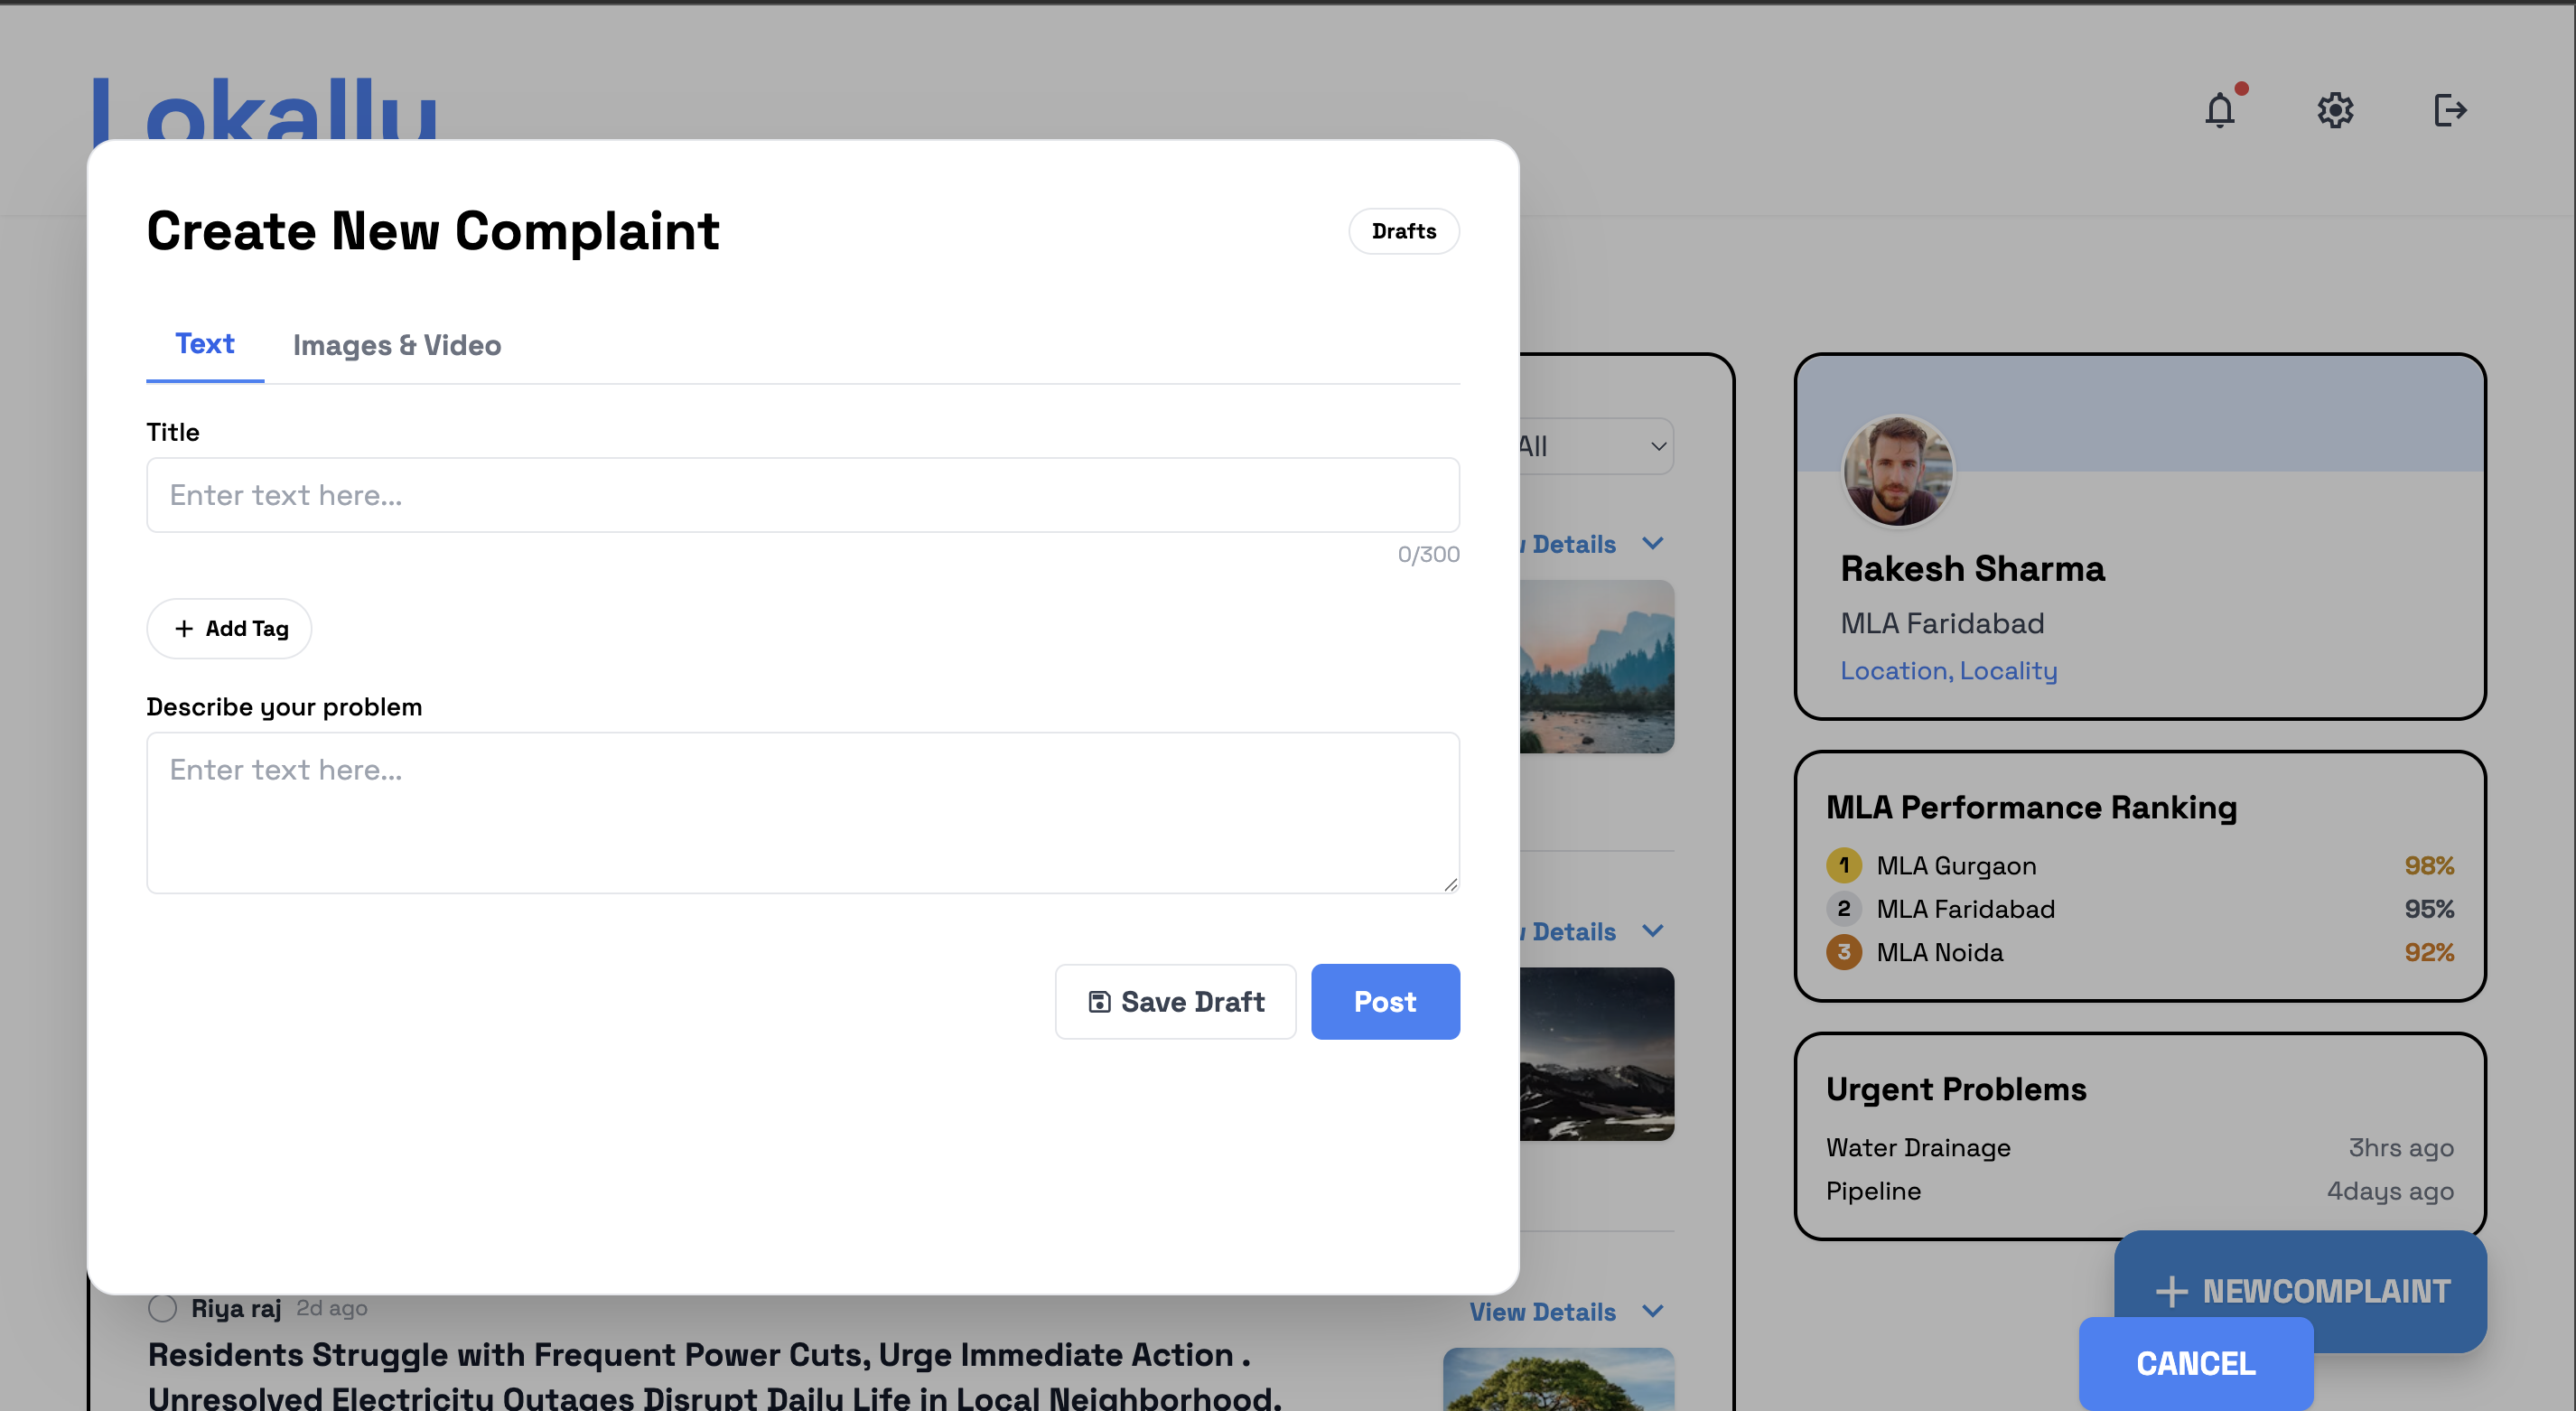 Lokally
Create New Complaint
Drafts
Text
Images & Video
Title
Enter text here...
0/300
+ Add Tag
Describe your problem
Enter text here...
Save Draft
Post
All
Details
Details
Riya raj 2d ago
View Details
Residents Struggle with Frequent Power Cuts, Urge Immediate Action .
Unresolved Electricity Outages Disrupt Daily Life in Local Neighborhood.
Rakesh Sharma
MLA Faridabad
Location, Locality
MLA Performance Ranking
1 MLA Gurgaon 98%
2 MLA Faridabad 95%
3 MLA Noida 92%
Urgent Problems
Water Drainage 3hrs ago
Pipeline 4days ago
+ NEWCOMPLAINT
CANCEL